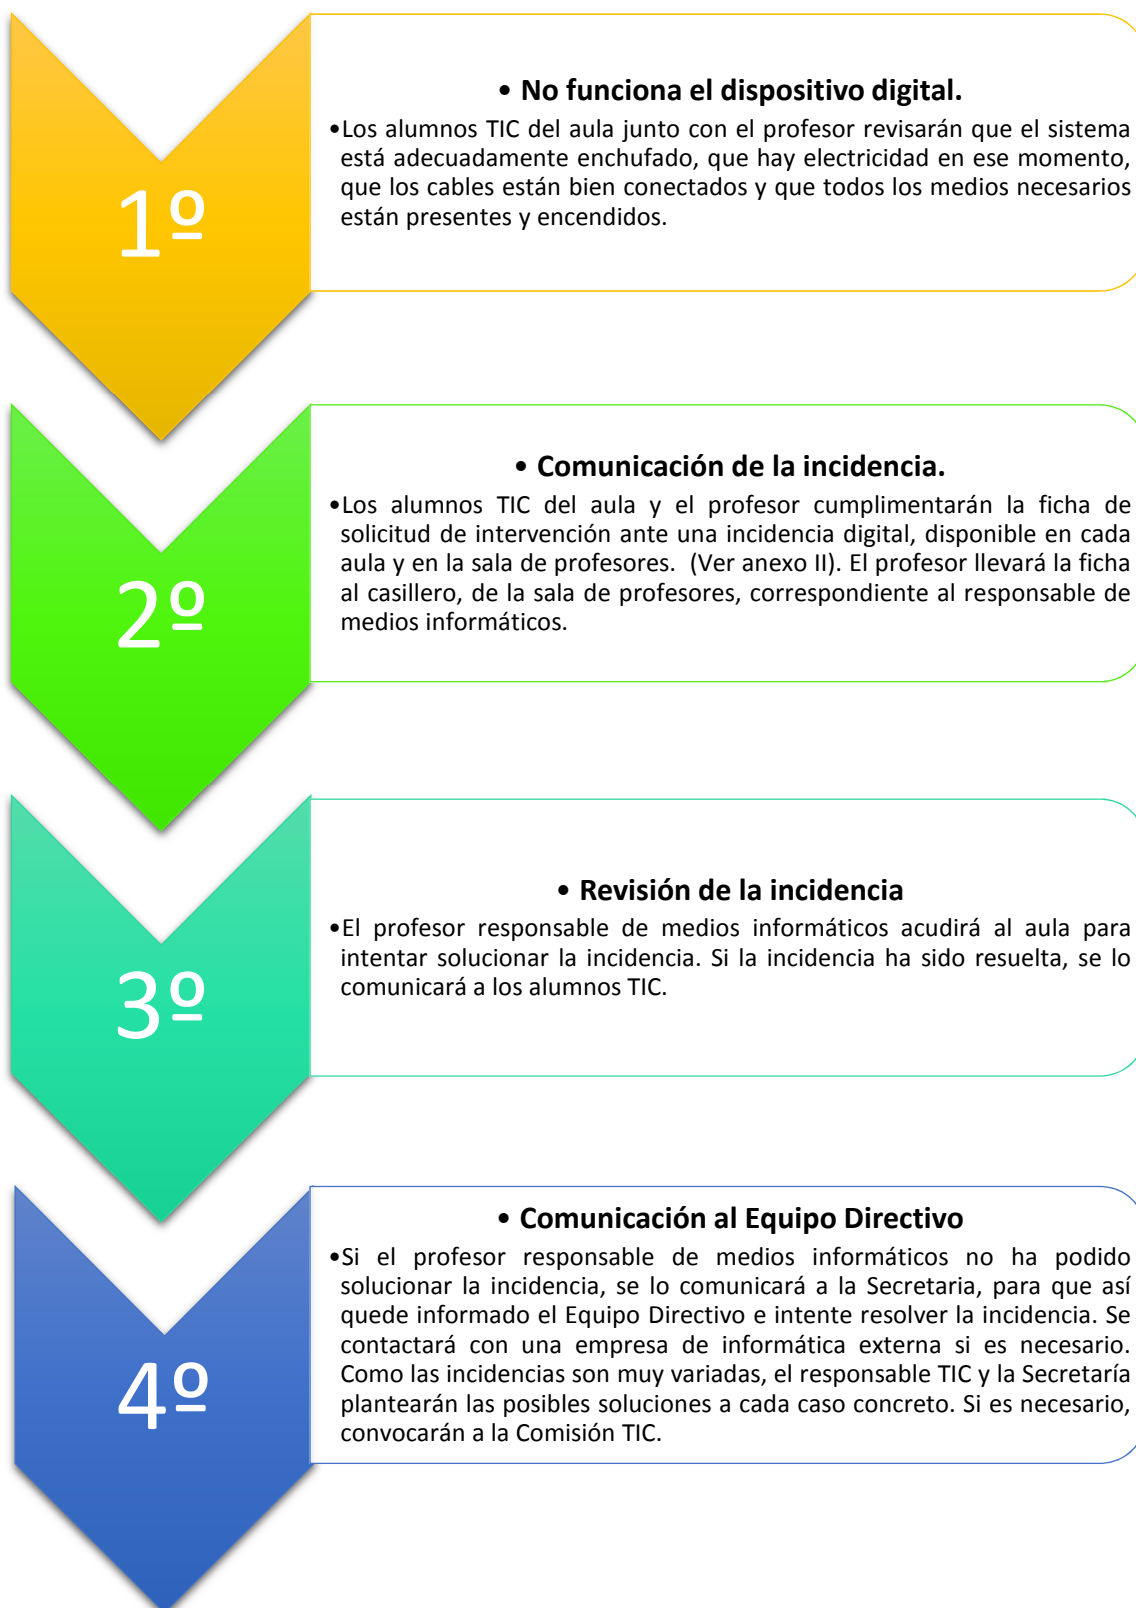 1º
• No funciona el dispositivo digital.
•Los alumnos TIC del aula junto con el profesor revisarán que el sistema
está adecuadamente enchufado, que hay electricidad en ese momento,
que los cables están bien conectados y que todos los medios necesarios
están presentes y encendidos.
2º
• Comunicación de la incidencia.
•Los alumnos TIC del aula y el profesor cumplimentarán la ficha de
solicitud de intervención ante una incidencia digital, disponible en cada
aula y en la sala de profesores. (Ver anexo II). El profesor llevará la ficha
al casillero, de la sala de profesores, correspondiente al responsable de
medios informáticos.
3º
• Revisión de la incidencia
•El profesor responsable de medios informáticos acudirá al aula para
intentar solucionar la incidencia. Si la incidencia ha sido resuelta, se lo
comunicará a los alumnos TIC.
4º
• Comunicación al Equipo Directivo
•Si el profesor responsable de medios informáticos no ha podido
solucionar la incidencia, se lo comunicará a la Secretaria, para que así
quede informado el Equipo Directivo e intente resolver la incidencia. Se
contactará con una empresa de informática externa si es necesario.
Como las incidencias son muy variadas, el responsable TIC y la Secretaría
plantearán las posibles soluciones a cada caso concreto. Si es necesario,
convocarán a la Comisión TIC.